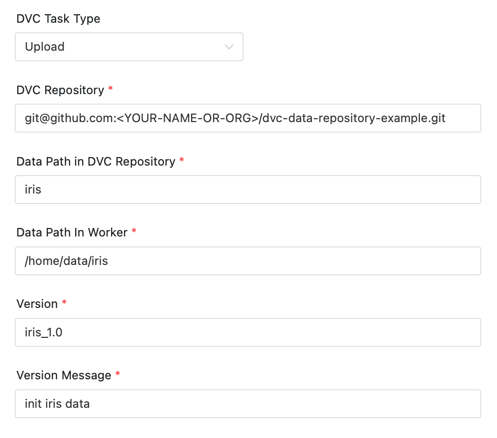 DVC Task Type
Upload
DVC Repository *
git@github.com:<YOUR-NAME-OR-ORG>/dvc-data-repository-example.git
Data Path in DVC Repository *
iris
Data Path In Worker *
/home/data/iris
Version *
iris_1.0
Version Message *
init iris data